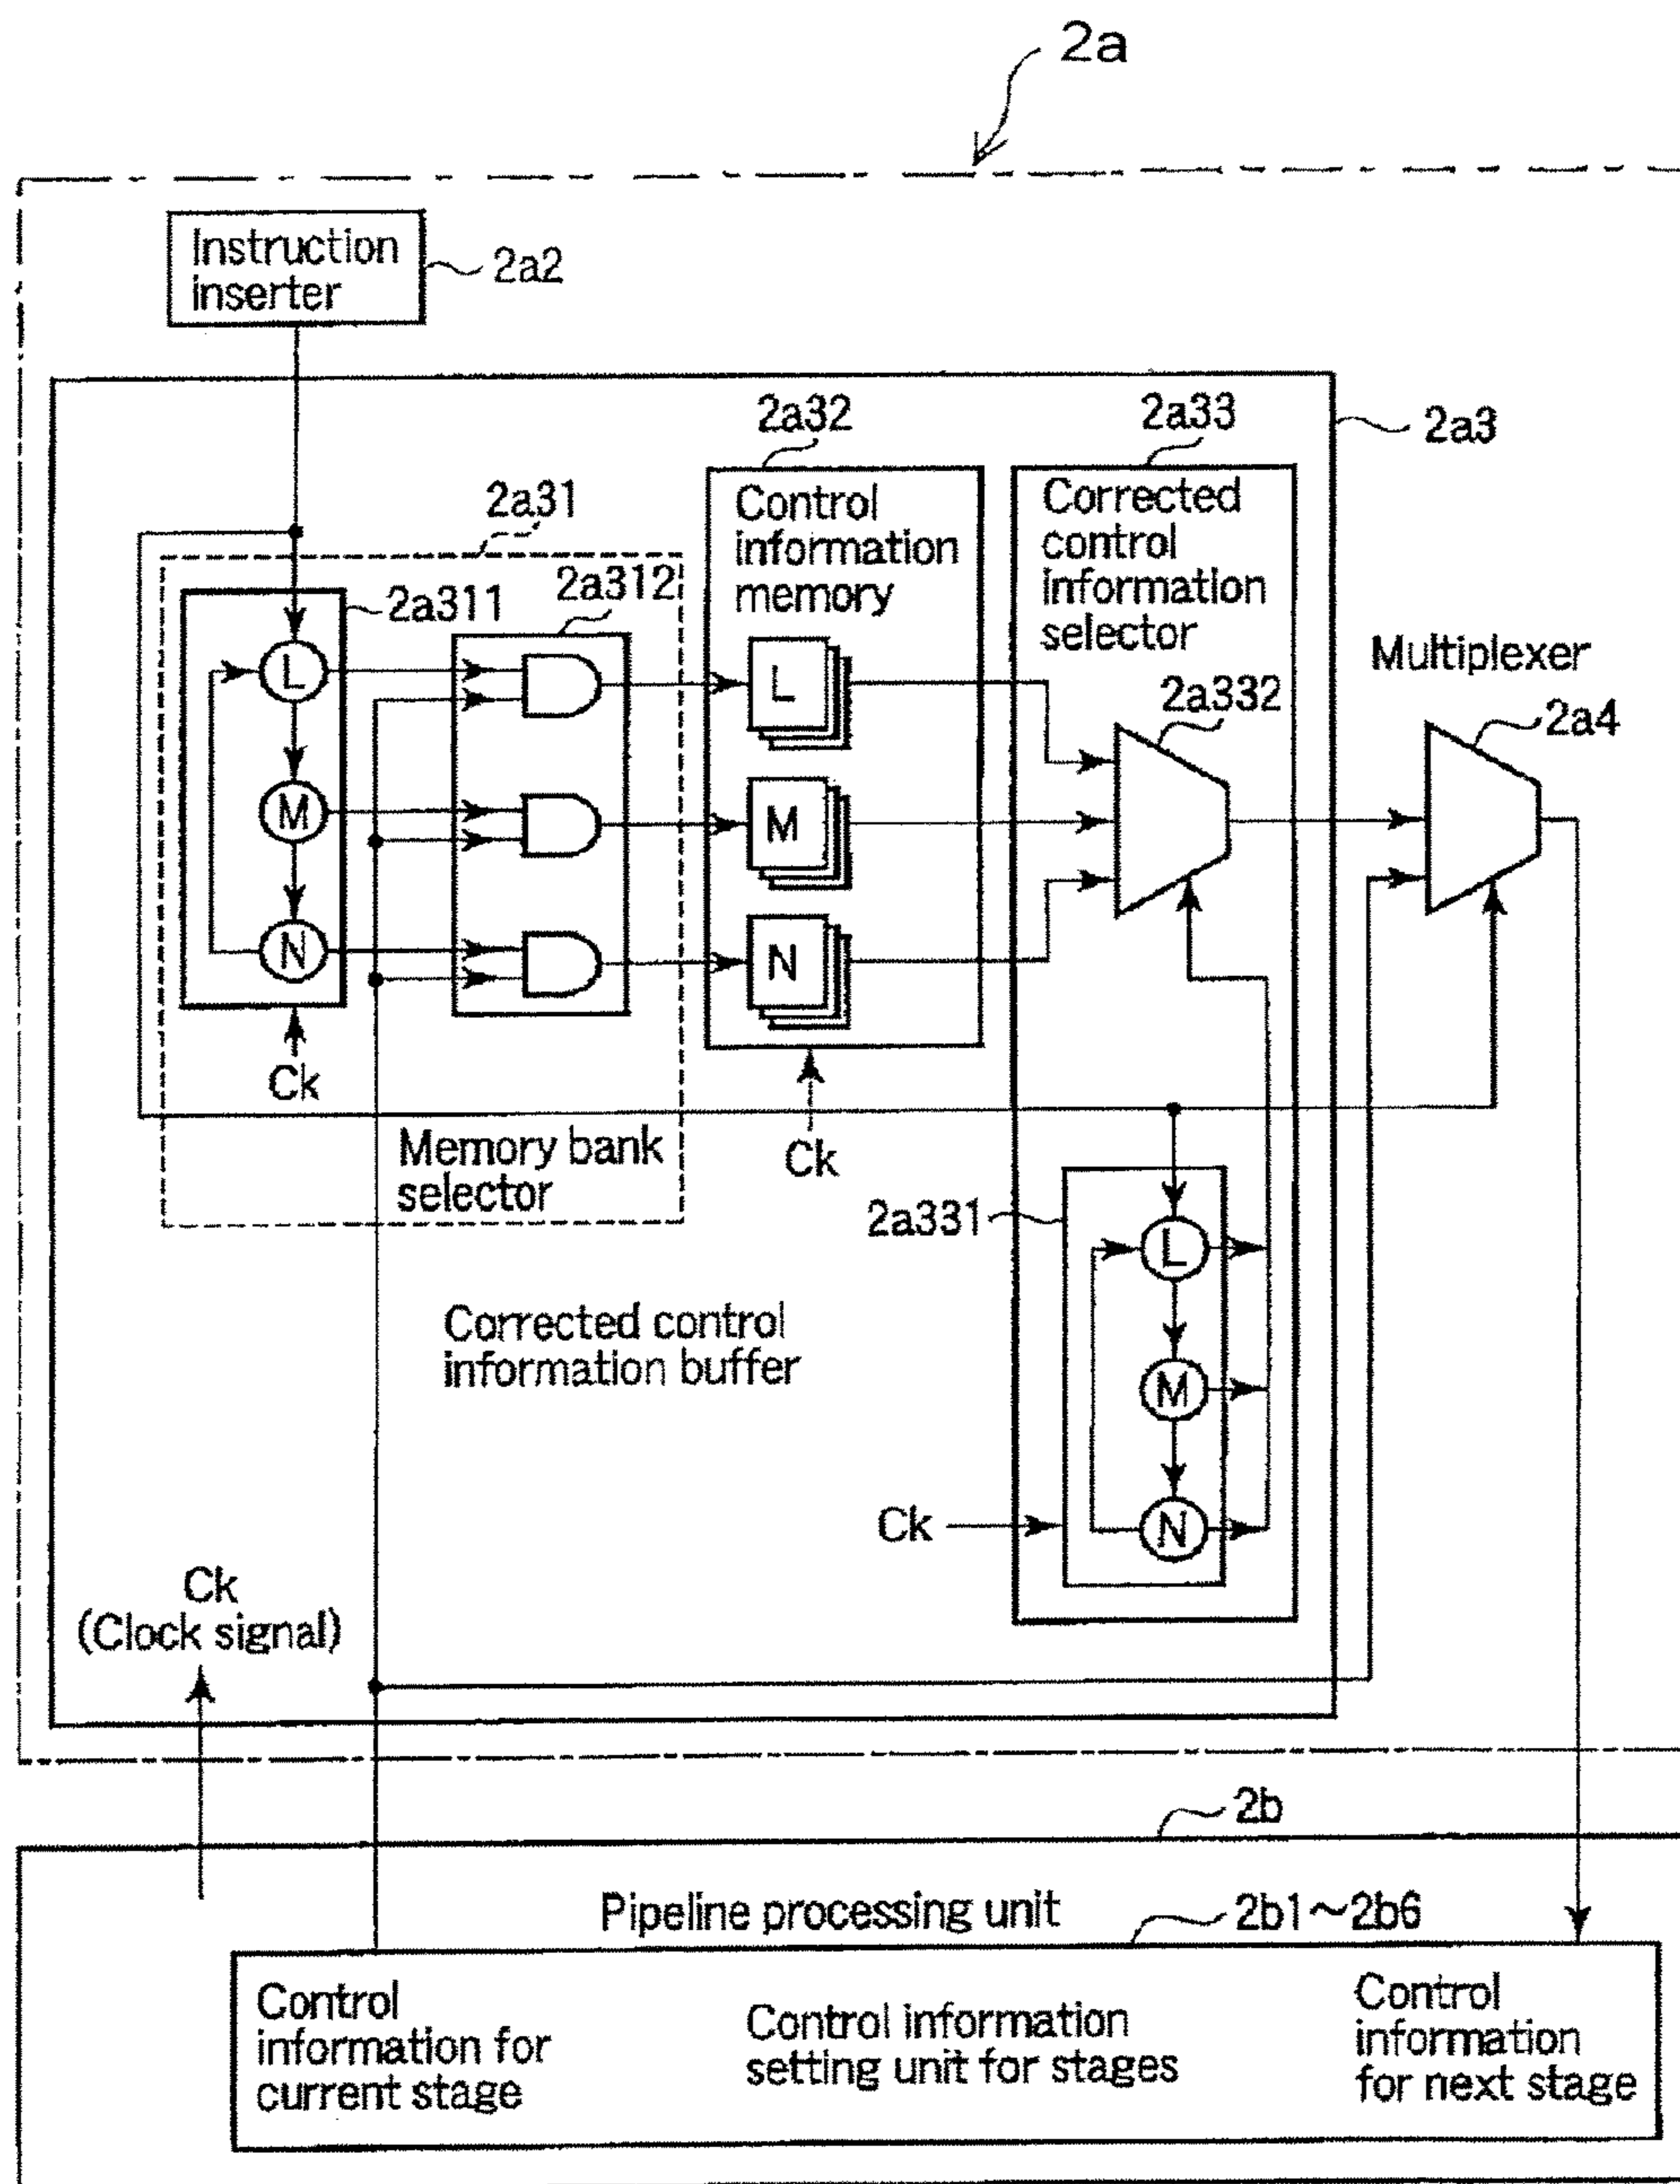 2a
Instruction
inserter
2a2
2a3
2a32
2a33
2a31
Control
information
memory
Corrected
control
information
selector
2a311
2a312
Multiplexer
2a332
2a4
L
L
M
M
N
N
Ck
Ck
Memory bank
selector
2a331
L
M
N
Ck
Corrected control
information buffer
Ck
(Clock signal)
2b
Pipeline processing unit
2b1~2b6
Control
information for
current stage
Control information
setting unit for stages
Control
information
for next stage